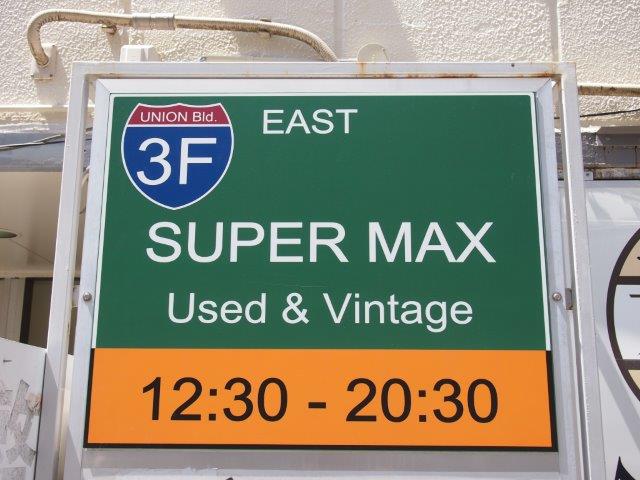 UNION Bld.
3F
EAST
SUPER MAX
Used & Vintage
12:30 - 20:30